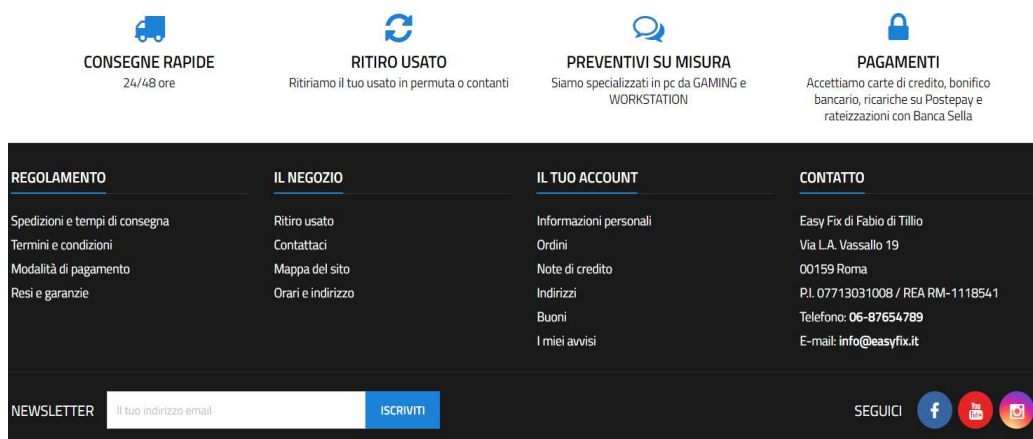 CONSEGNE RAPIDE
24/48 ore
RITIRO USATO
Ritiriamo il tuo usato in permuta o contanti
PREVENTIVI SU MISURA
Siamo specializzati in pc da GAMING e
WORKSTATION
PAGAMENTI
Accettiamo carte di credito, bonifico
bancario, ricariche su Postepay e
rateizzazioni con Banca Sella
REGOLAMENTO
Spedizioni e tempi di consegna
Termini e condizioni
Modalità di pagamento
Resi e garanzie
IL NEGOZIO
Ritiro usato
Contattaci
Mappa del sito
Orari e indirizzo
IL TUO ACCOUNT
Informazioni personali
Ordini
Note di credito
Indirizzi
Buoni
I miei avvisi
CONTATTO
Easy Fix di Fabio di Tillio
Via L.A. Vassallo 19
00159 Roma
P.I. 07713031008 / REA RM-1118541
Telefono: 06-87654789
E-mail: info@easyfix.it
NEWSLETTER
Il tuo indirizzo email
ISCRIVITI
SEGUICI
You
Tube